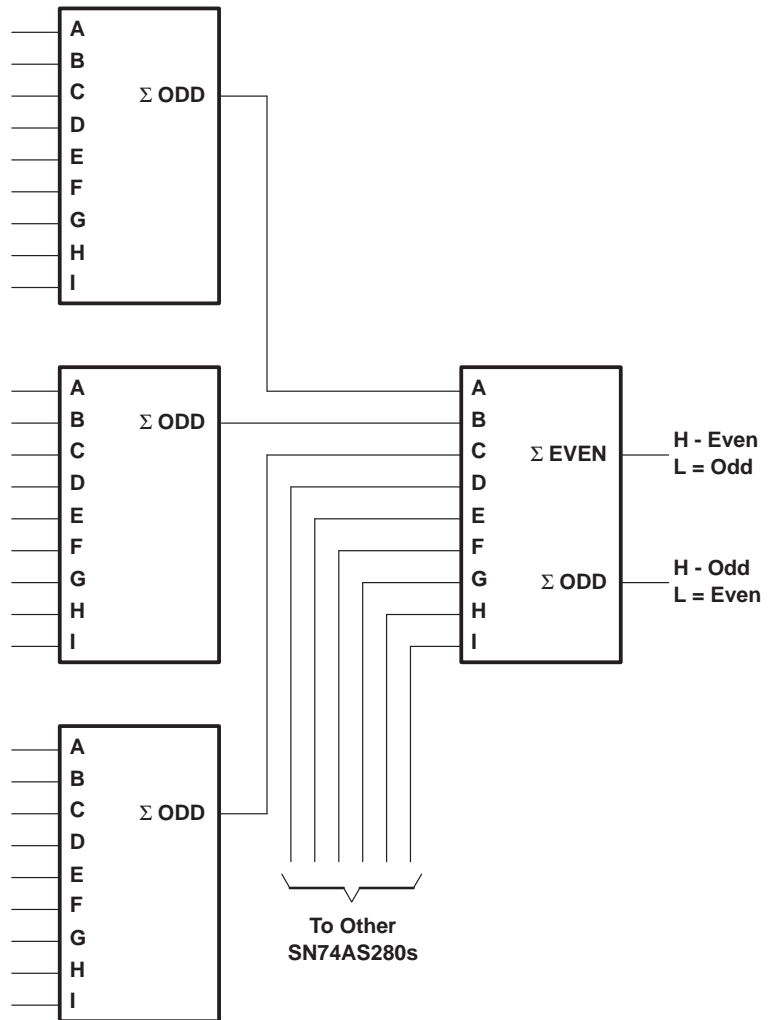 A
B
C
Σ ODD
D
E
F
G
H
I
A
B
Σ ODD
C
D
E
F
G
H
I
A
B
C
Σ ODD
D
E
F
G
H
I
A
B
C
Σ EVEN
D
E
F
G
Σ ODD
H
I
H - Even
L = Odd
H - Odd
L = Even
To Other
SN74AS280s